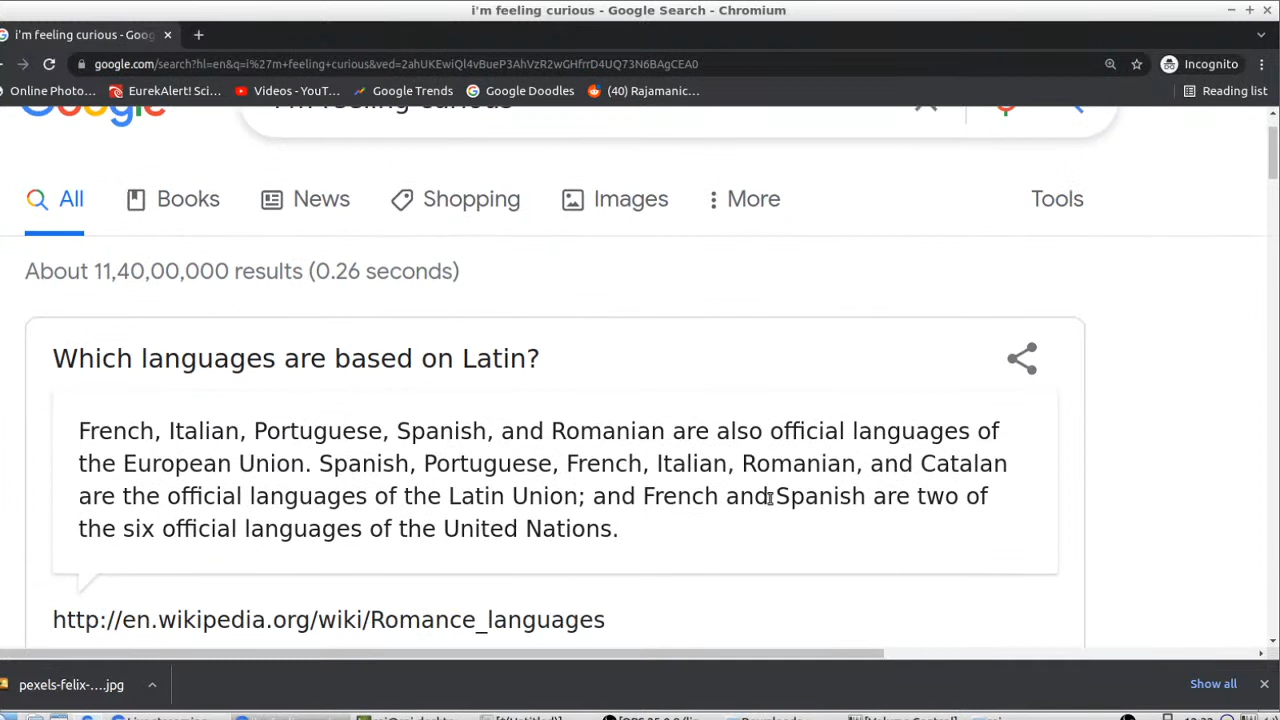 i'm feeling curious - Google Search - Chromium
i'm feeling curious - Goog
google.com/search?hl=en&q=i%27m+feeling+curious&ved=2ahUKEwiQl4vBueP3AhVzR2wGHfrrD4UQ73N6BAgCEA0
Incognito
Online Photo... EurekAlert! Sci... Videos - YouT... Google Trends Google Doodles (40) Rajamanic... Reading list
Google i'm feeling curious
All Books News Shopping Images More Tools
About 11,40,00,000 results (0.26 seconds)
Which languages are based on Latin?
French, Italian, Portuguese, Spanish, and Romanian are also official languages of
the European Union. Spanish, Portuguese, French, Italian, Romanian, and Catalan
are the official languages of the Latin Union; and French and Spanish are two of
the six official languages of the United Nations.
http://en.wikipedia.org/wiki/Romance_languages
pexels-felix-....jpg Show all